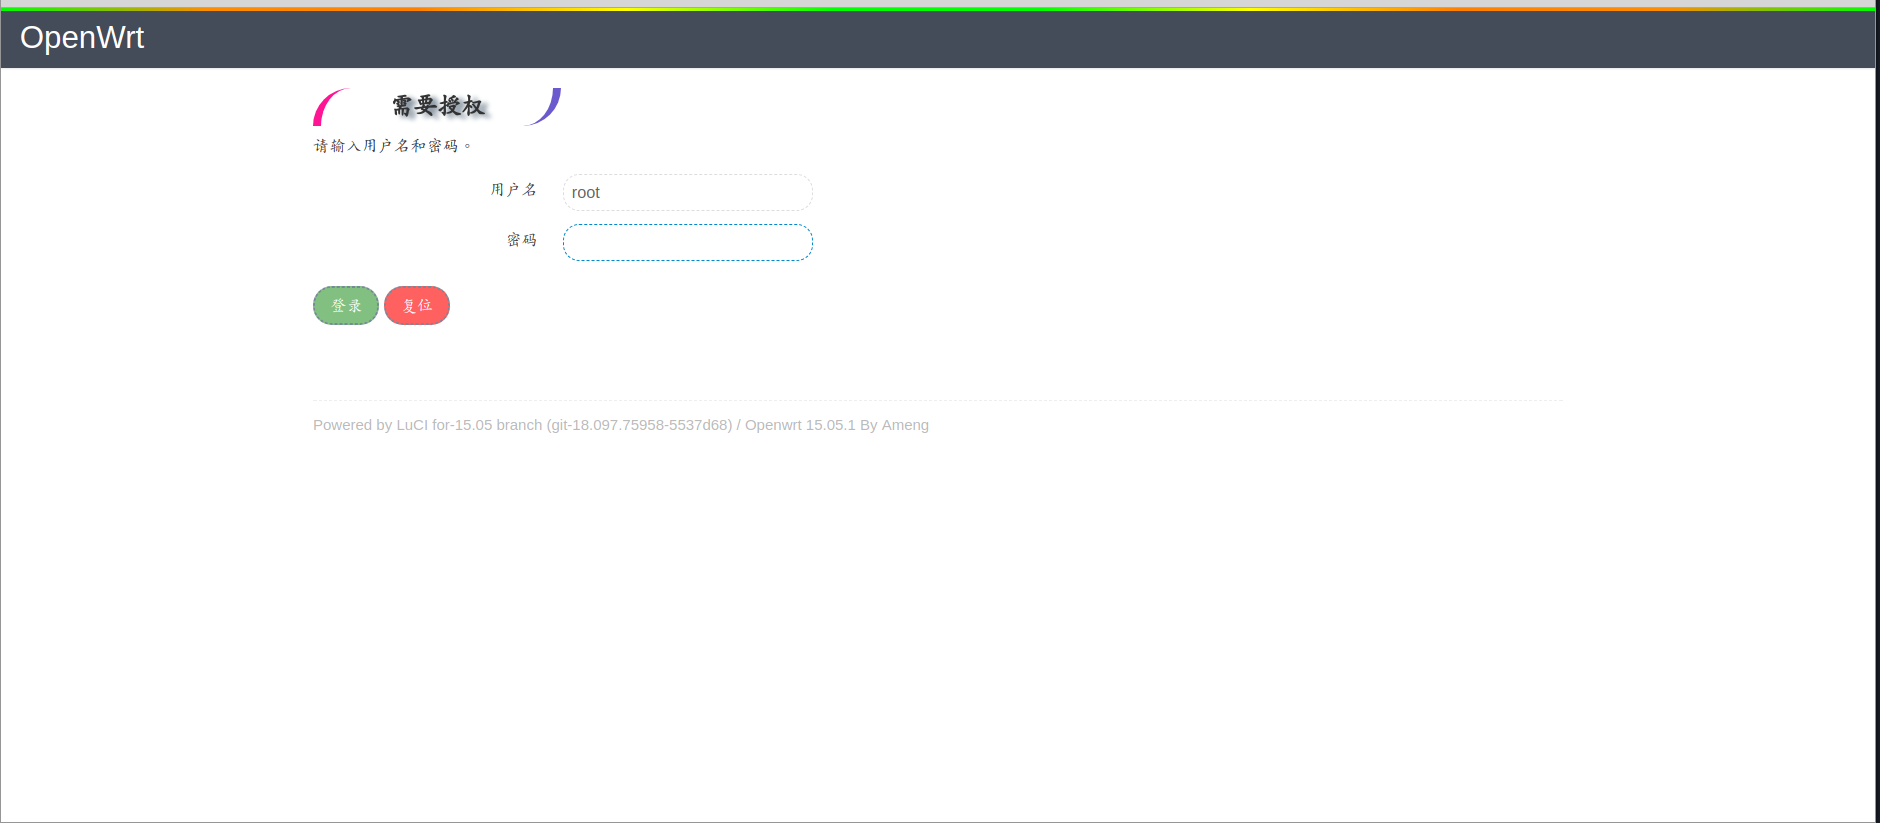 OpenWrt
需要授权
请输入用户名和密码。
用户名 root
密码
登录 复位
Powered by LuCI for-15.05 branch (git-18.097.75958-5537d68) / Openwrt 15.05.1 By Ameng